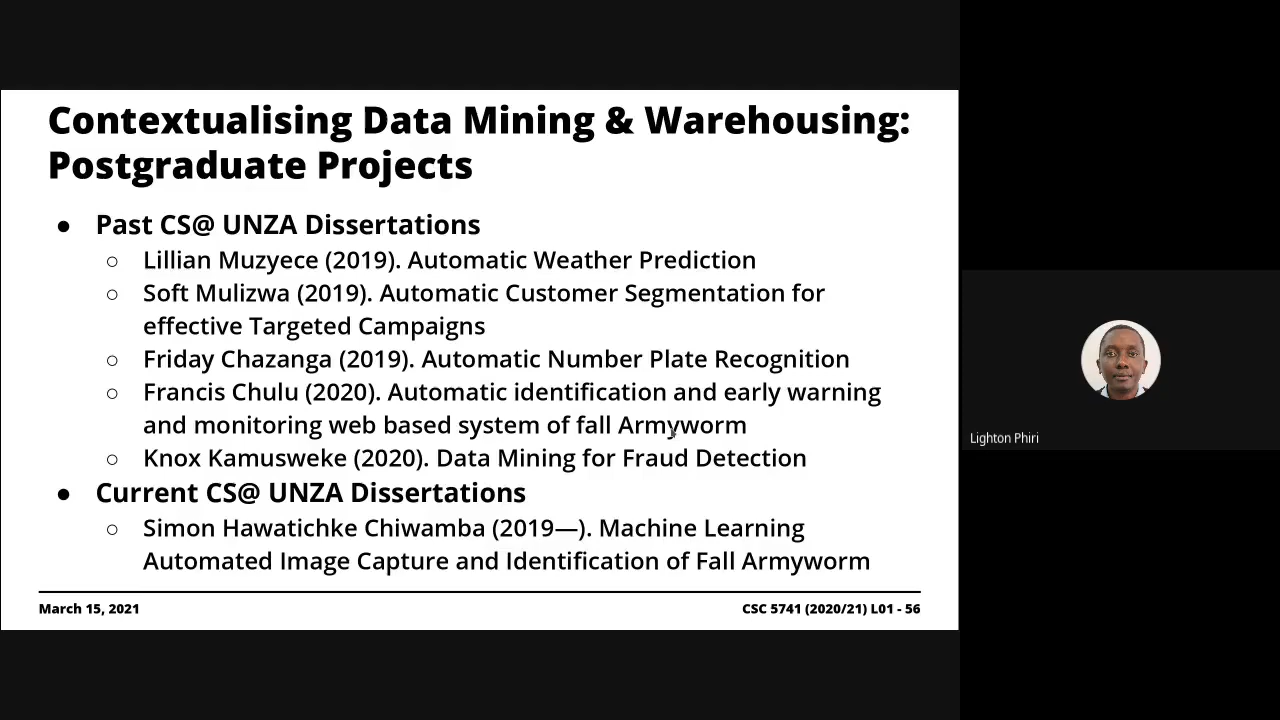 Contextualising Data Mining & Warehousing:
Postgraduate Projects
● Past CS@ UNZA Dissertations
○ Lillian Muzyece (2019). Automatic Weather Prediction
○ Soft Mulizwa (2019). Automatic Customer Segmentation for
effective Targeted Campaigns
○ Friday Chazanga (2019). Automatic Number Plate Recognition
○ Francis Chulu (2020). Automatic identification and early warning
and monitoring web based system of fall Armyworm
○ Knox Kamusweke (2020). Data Mining for Fraud Detection
● Current CS@ UNZA Dissertations
○ Simon Hawatichke Chiwamba (2019—). Machine Learning
Automated Image Capture and Identification of Fall Armyworm
March 15, 2021
CSC 5741 (2020/21) L01 - 56
Lighton Phiri